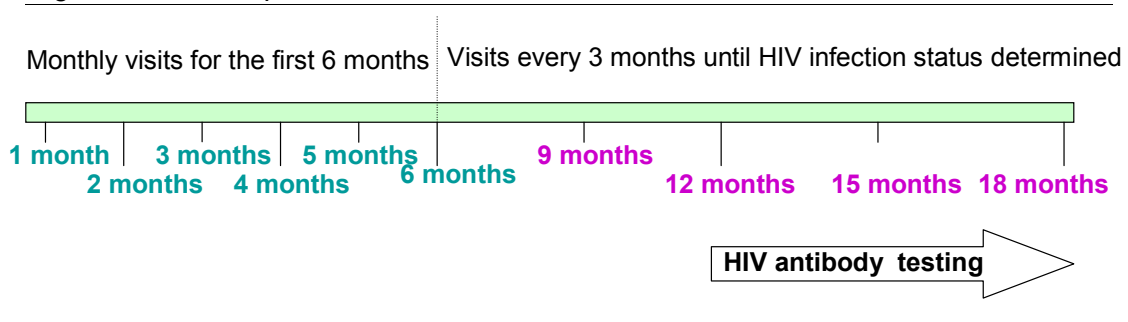 Monthly visits for the first 6 months
Visits every 3 months until HIV infection status determined
1 month
2 months
3 months
4 months
5 months
6 months
9 months
12 months
15 months
18 months
HIV antibody testing